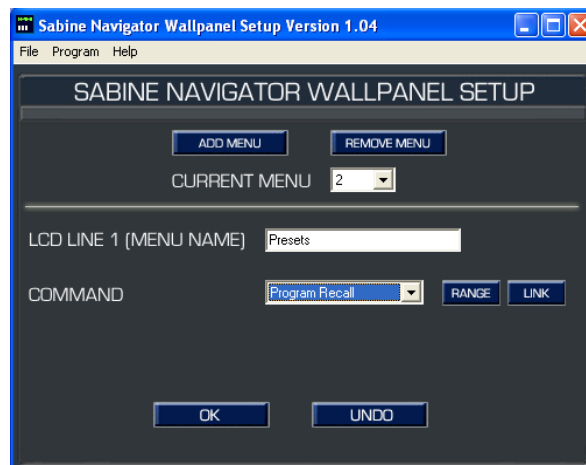 Sabine Navigator Wallpanel Setup Version 1.04
File Program Help
SABINE NAVIGATOR WALLPANEL SETUP
ADD MENU REMOVE MENU
CURRENT MENU 2
LCD LINE 1 (MENU NAME) Presets
COMMAND Program Recall RANGE LINK
OK UNDO